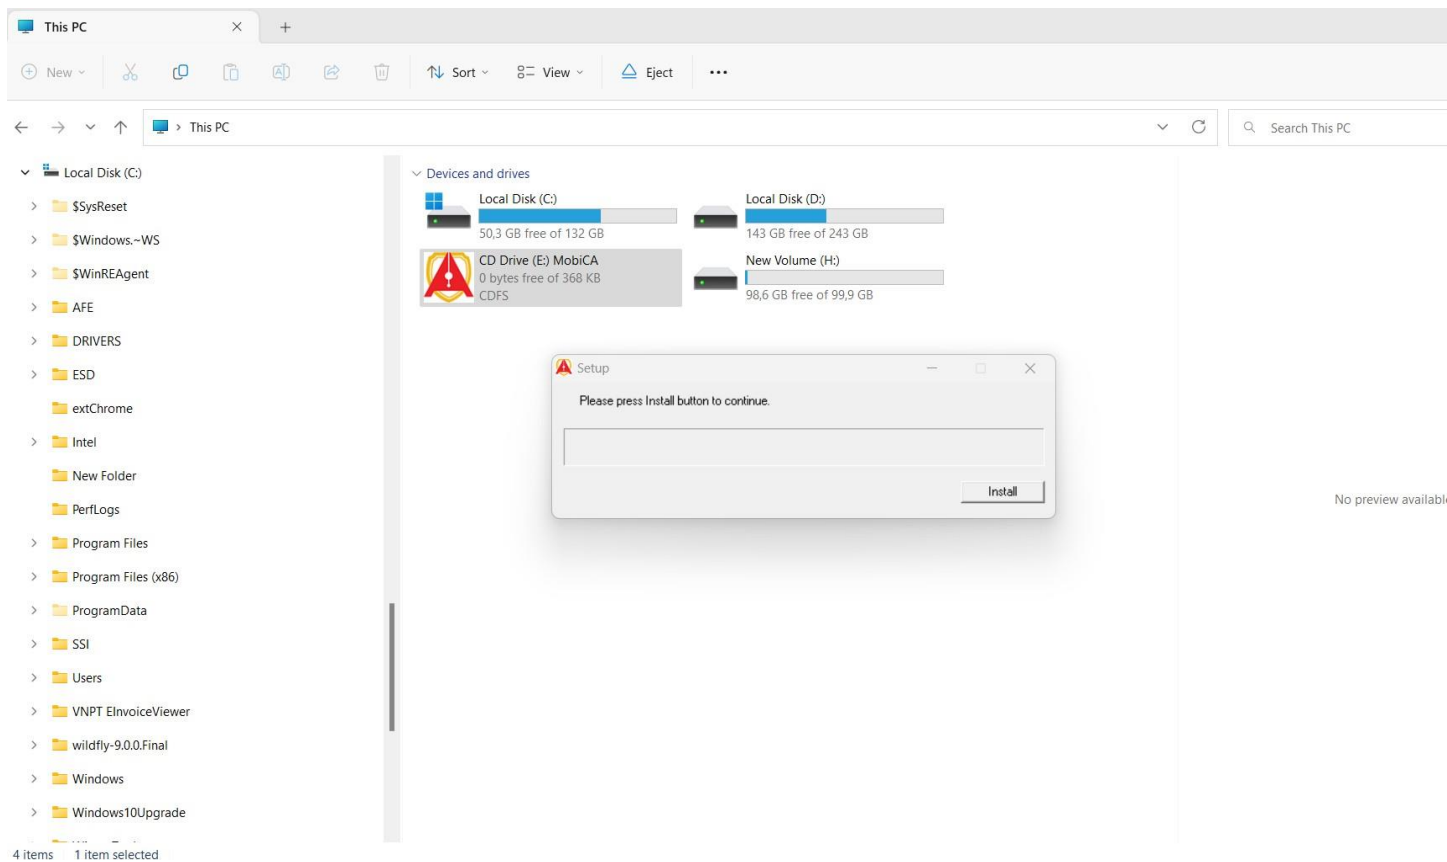 This PC
New
Sort
View
Eject
This PC
Search This PC
Local Disk (C:)
$SysReset
$Windows.~WS
$WinREAgent
AFE
DRIVERS
ESD
extChrome
Intel
New Folder
PerfLogs
Program Files
Program Files (x86)
ProgramData
SSI
Users
VNPT EInvoiceViewer
wildfly-9.0.0.Final
Windows
Windows10Upgrade
Devices and drives
Local Disk (C:)
50,3 GB free of 132 GB
Local Disk (D:)
143 GB free of 243 GB
CD Drive (E:) MobiCA
0 bytes free of 368 KB
CDFS
New Volume (H:)
98,6 GB free of 99,9 GB
Setup
Please press Install button to continue.
Install
No preview available
4 items 1 item selected